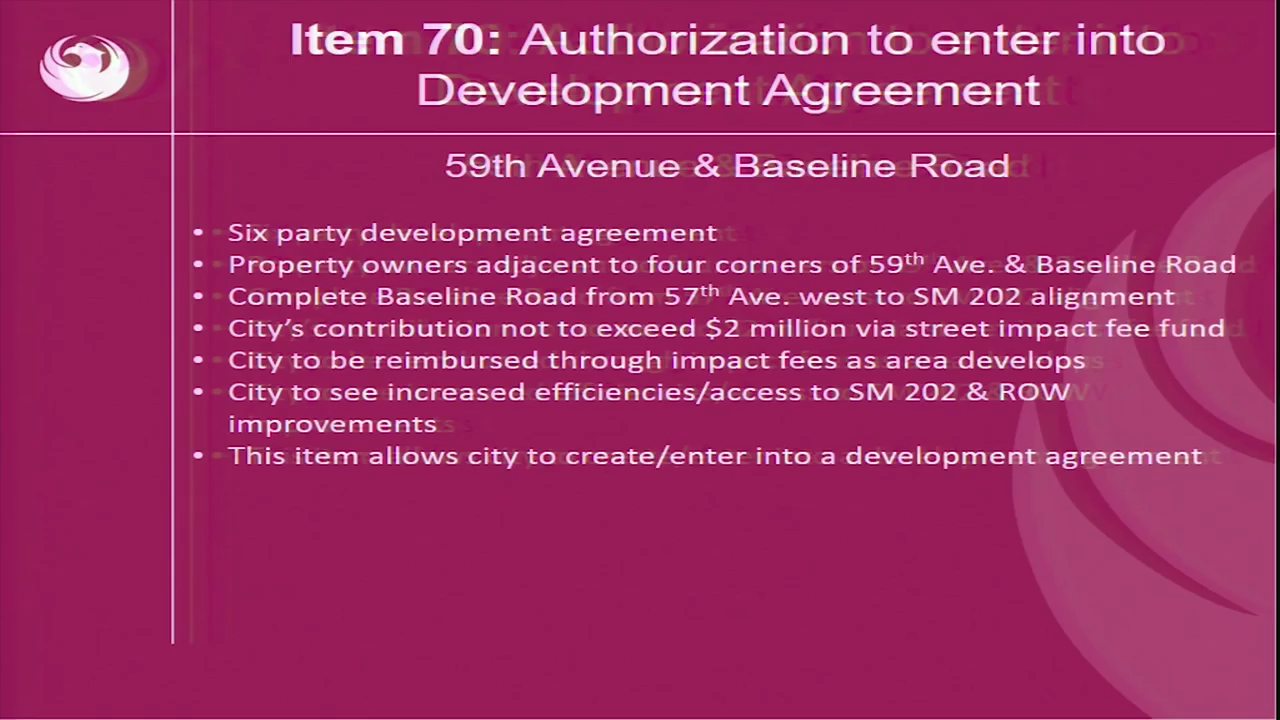 Item 70: Authorization to enter into
Development Agreement
59th Avenue & Baseline Road
• Six party development agreement
• Property owners adjacent to four corners of 59th Ave. & Baseline Road
• Complete Baseline Road from 57th Ave. west to SM 202 alignment
• City’s contribution not to exceed $2 million via street impact fee fund
• City to be reimbursed through impact fees as area develops
• City to see increased efficiencies/access to SM 202 & ROW
improvements
• This item allows city to create/enter into a development agreement